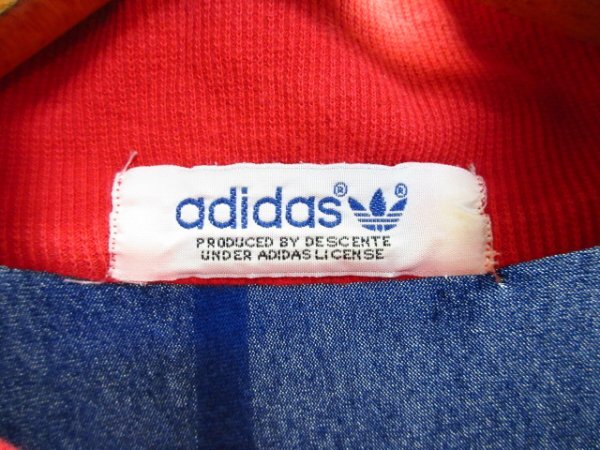 adidas®®
PRODUCED BY DESCENTE
UNDER ADIDAS LICENSE